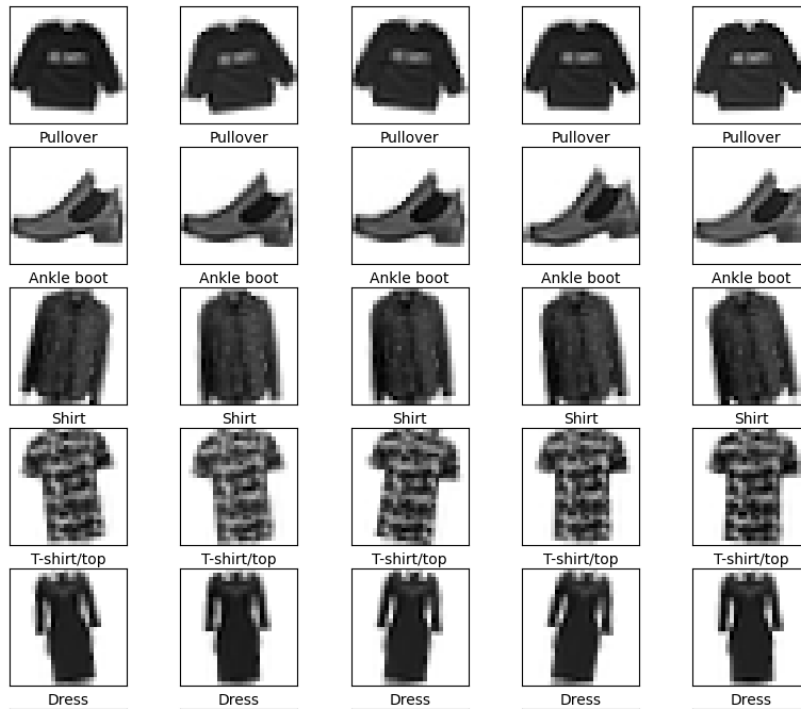 Pullover Pullover Pullover Pullover Pullover
Ankle boot Ankle boot Ankle boot Ankle boot Ankle boot
Shirt Shirt Shirt Shirt Shirt
T-shirt/top T-shirt/top T-shirt/top T-shirt/top T-shirt/top
Dress Dress Dress Dress Dress